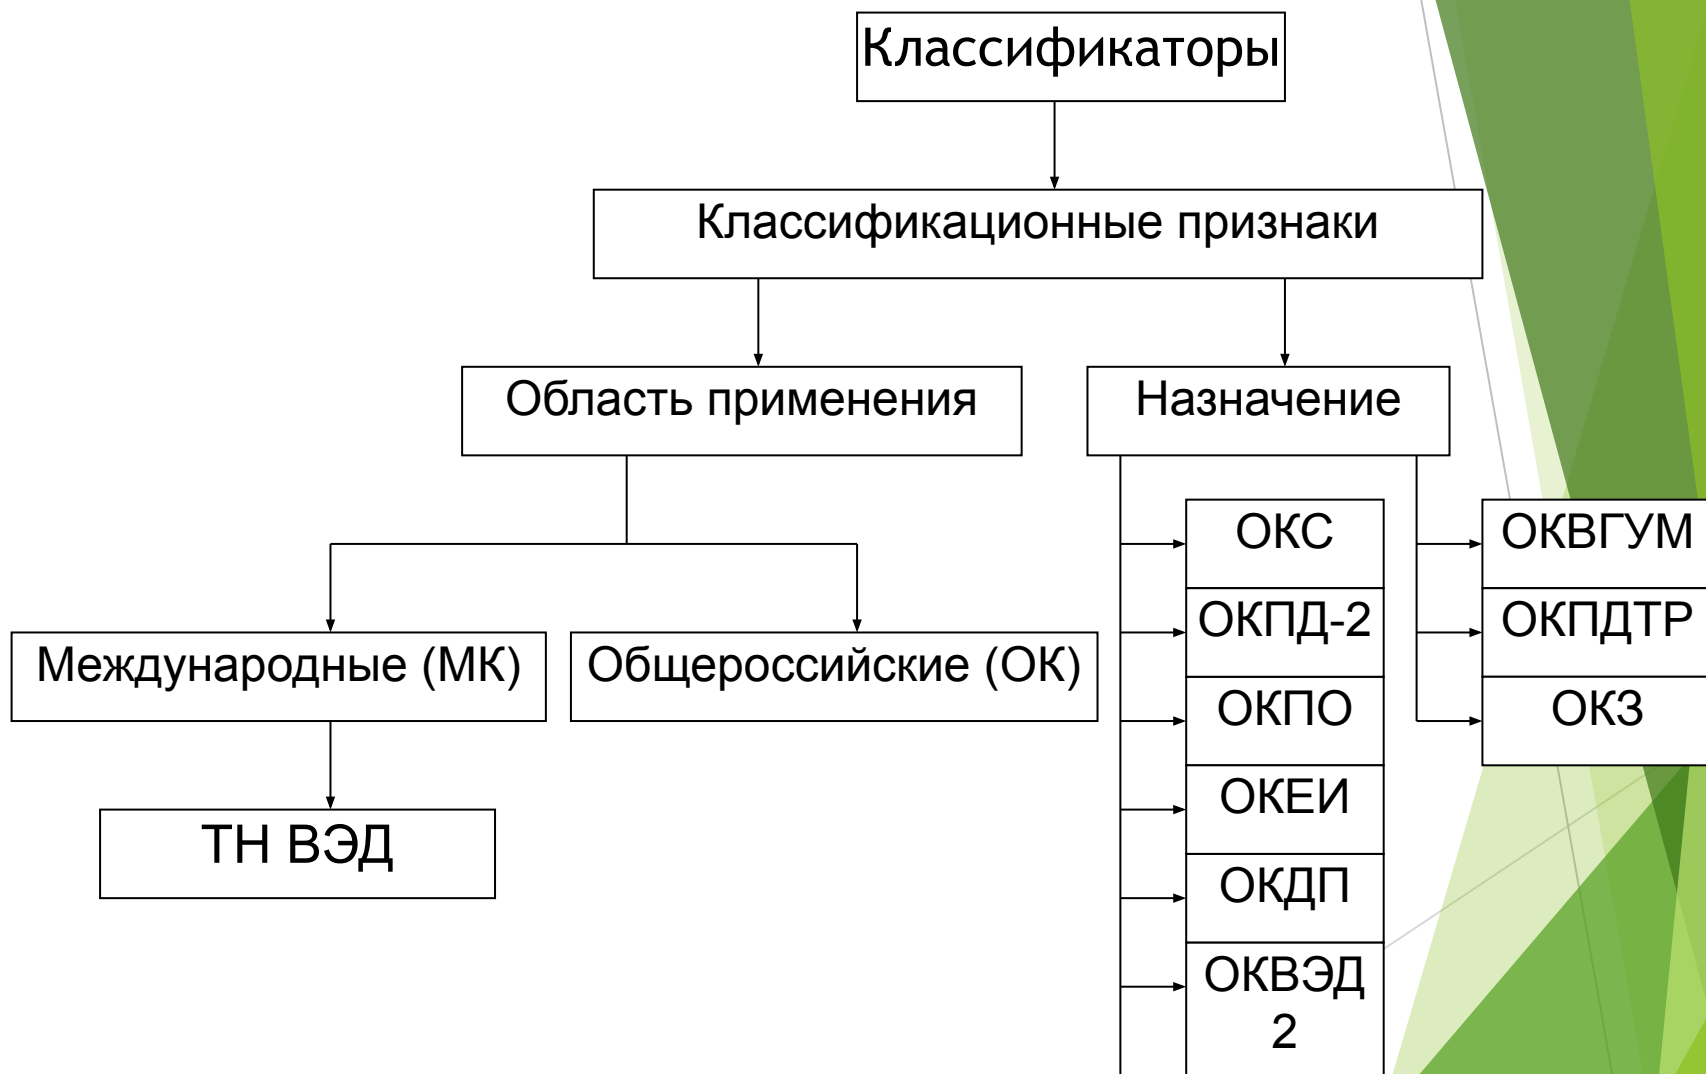 Классификаторы
Классификационные признаки
Область применения
Назначение
Международные (МК)
Общероссийские (ОК)
ТН ВЭД
ОКС
ОКПД-2
ОКПО
ОКЕИ
ОКДП
ОКВЭД
2
ОКВГУМ
ОКПДТР
ОКЗ